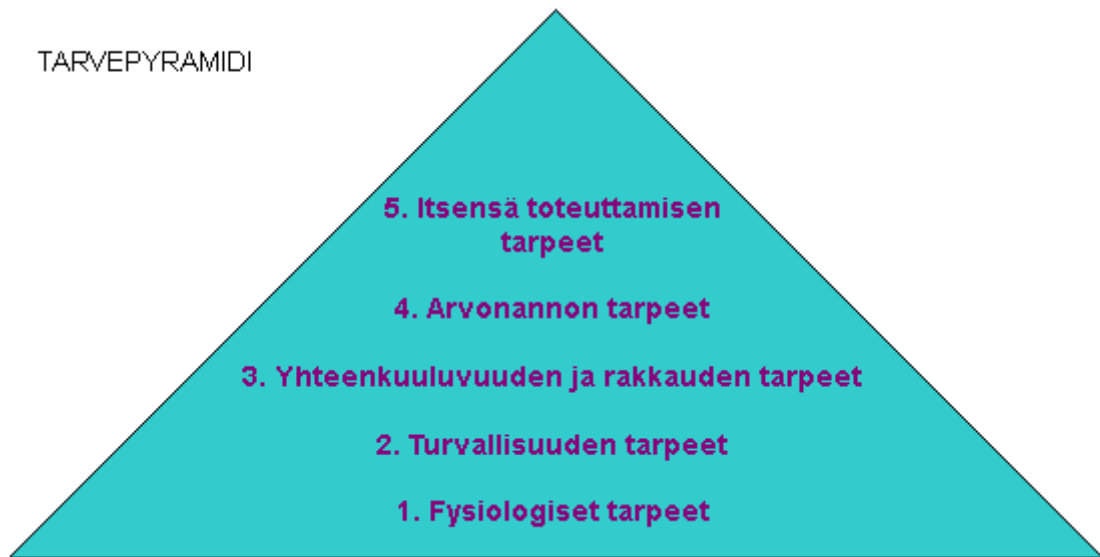 TARVEPYRAMIDI
5. Itsensä toteuttamisen
tarpeet
4. Arvonannon tarpeet
3. Yhteenkuuluvuuden ja rakkauden tarpeet
2. Turvallisuuden tarpeet
1. Fysiologiset tarpeet